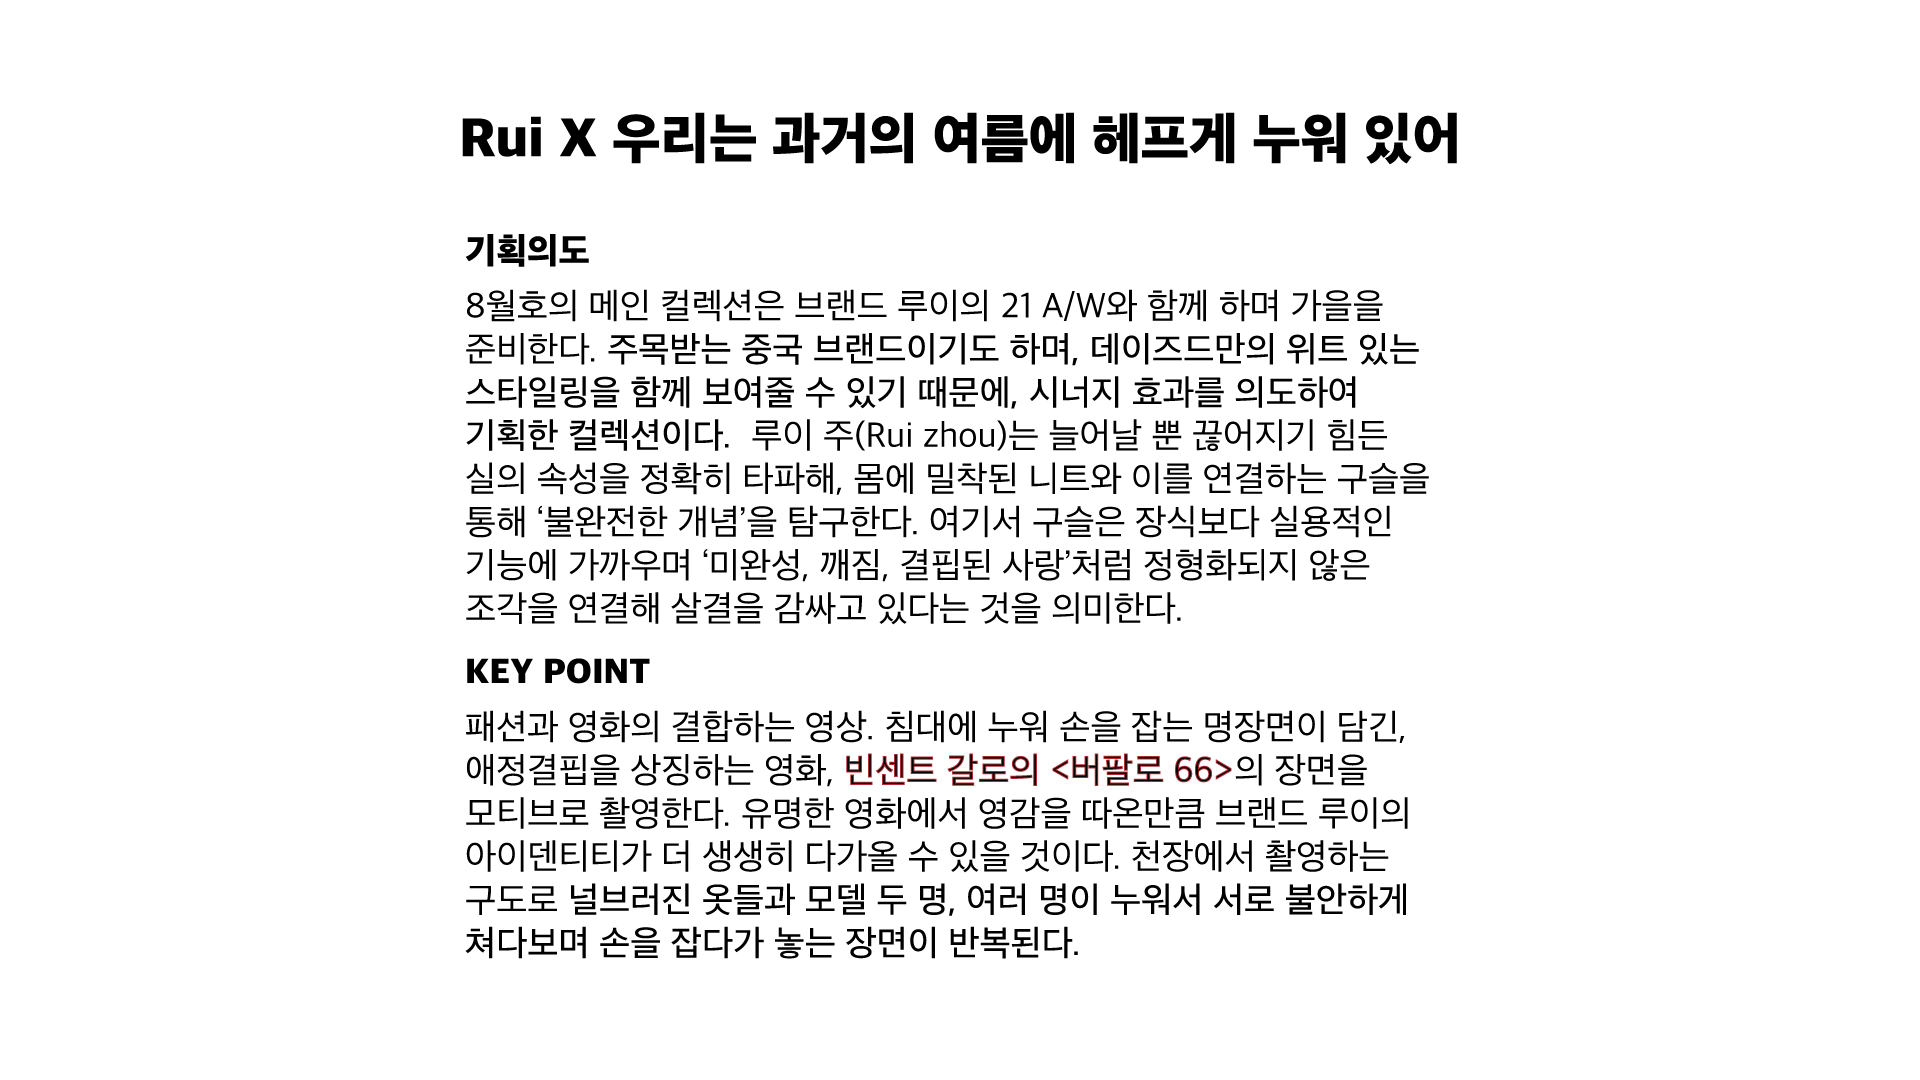 Rui X 우리는 과거의 여름에 헤프게 누워 있어
기획의도
8월호의 메인 컬렉션은 브랜드 루이의 21 A/W와 함께 하며 가을을
준비한다. 주목받는 중국 브랜드이기도 하며, 데이즈드만의 위트 있는
스타일링을 함께 보여줄 수 있기 때문에, 시너지 효과를 의도하여
기획한 컬렉션이다. 루이 주(Rui zhou)는 늘어날 뿐 끊어지기 힘든
실의 속성을 정확히 타파해, 몸에 밀착된 니트와 이를 연결하는 구슬을
통해 ‘불완전한 개념’을 탐구한다. 여기서 구슬은 장식보다 실용적인
기능에 가까우며 ‘미완성, 깨짐, 결핍된 사랑’처럼 정형화되지 않은
조각을 연결해 살결을 감싸고 있다는 것을 의미한다.
KEY POINT
패션과 영화의 결합하는 영상. 침대에 누워 손을 잡는 명장면이 담긴,
애정결핍을 상징하는 영화, 빈센트 갈로의 <버팔로 66>의 장면을
모티브로 촬영한다. 유명한 영화에서 영감을 따온만큼 브랜드 루이의
아이덴티티가 더 생생히 다가올 수 있을 것이다. 천장에서 촬영하는
구도로 널브러진 옷들과 모델 두 명, 여러 명이 누워서 서로 불안하게
쳐다보며 손을 잡다가 놓는 장면이 반복된다.